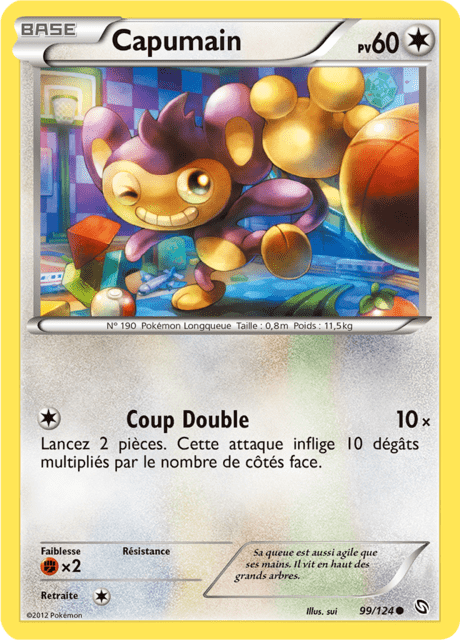 BASE
Capumain
PV60
N° 190 Pokémon Longqueue Taille : 0,8m Poids : 11,5kg
Coup Double 10×
Lancez 2 pièces. Cette attaque inflige 10 dégâts
multipliés par le nombre de côtés face.
Faiblesse Résistance
×2
Sa queue est aussi agile que
ses mains. Il vit en haut des
grands arbres.
Retraite
©2012 Pokémon
Illus. sui 99/124